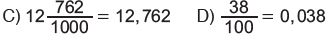 C) 12 762/1000 = 12,762 D) 38/100 = 0,038